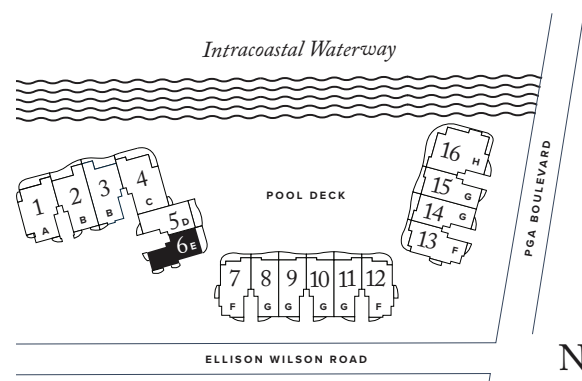 Intracoastal Waterway
POOL DECK
1 A
2 B
3 B
4 C
5 D
6 E
7 F
8 G
9 G
10 G
11 G
12 F
16 H
15 G
14 G
13 F
PGA BOULEVARD
ELLISON WILSON ROAD
N